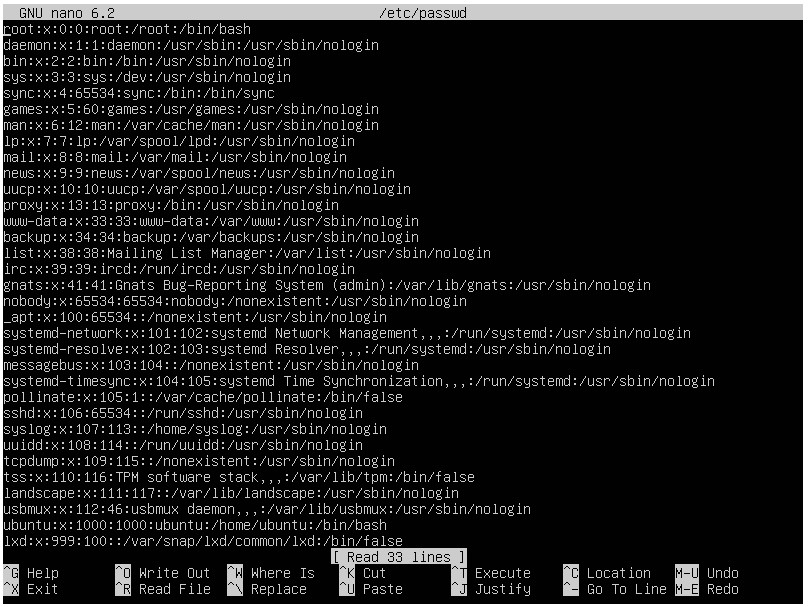 GNU nano 6.2 /etc/passwd
root:x:0:0:root:/root:/bin/bash
daemon:x:1:1:daemon:/usr/sbin:/usr/sbin/nologin
bin:x:2:2:bin:/bin:/usr/sbin/nologin
sys:x:3:3:sys:/dev:/usr/sbin/nologin
sync:x:4:65534:sync:/bin:/bin/sync
games:x:5:60:games:/usr/games:/usr/sbin/nologin
man:x:6:12:man:/var/cache/man:/usr/sbin/nologin
lp:x:7:7:lp:/var/spool/lpd:/usr/sbin/nologin
mail:x:8:8:mail:/var/mail:/usr/sbin/nologin
news:x:9:9:news:/var/spool/news:/usr/sbin/nologin
uucp:x:10:10:uucp:/var/spool/uucp:/usr/sbin/nologin
proxy:x:13:13:proxy:/bin:/usr/sbin/nologin
www-data:x:33:33:www-data:/var/www:/usr/sbin/nologin
backup:x:34:34:backup:/var/backups:/usr/sbin/nologin
list:x:38:38:Mailing List Manager:/var/list:/usr/sbin/nologin
irc:x:39:39:ircd:/run/ircd:/usr/sbin/nologin
gnats:x:41:41:Gnats Bug-Reporting System (admin):/var/lib/gnats:/usr/sbin/nologin
nobody:x:65534:65534:nobody:/nonexistent:/usr/sbin/nologin
_apt:x:100:65534::/nonexistent:/usr/sbin/nologin
systemd-network:x:101:102:systemd Network Management,,,:/run/systemd:/usr/sbin/nologin
systemd-resolve:x:102:103:systemd Resolver,,,:/run/systemd:/usr/sbin/nologin
messagebus:x:103:104::/nonexistent:/usr/sbin/nologin
systemd-timesync:x:104:105:systemd Time Synchronization,,,:/run/systemd:/usr/sbin/nologin
pollinate:x:105:1::/var/cache/pollinate:/bin/false
sshd:x:106:65534::/run/sshd:/usr/sbin/nologin
syslog:x:107:113::/home/syslog:/usr/sbin/nologin
uuidd:x:108:114::/run/uuidd:/usr/sbin/nologin
tcpdump:x:109:115::/nonexistent:/usr/sbin/nologin
tss:x:110:116:TPM software stack,,,:/var/lib/tpm:/bin/false
landscape:x:111:117::/var/lib/landscape:/usr/sbin/nologin
usbmux:x:112:46:usbmux daemon,,,:/var/lib/usbmux:/usr/sbin/nologin
ubuntu:x:1000:1000:ubuntu:/home/ubuntu:/bin/bash
lxd:x:999:100::/var/snap/lxd/common/lxd:/bin/false
[ Read 33 lines ]
^G Help ^O Write Out ^W Where Is ^K Cut ^T Execute ^C Location M-U Undo
^X Exit ^R Read File ^\ Replace ^U Paste ^J Justify ^_ Go To Line M-E Redo